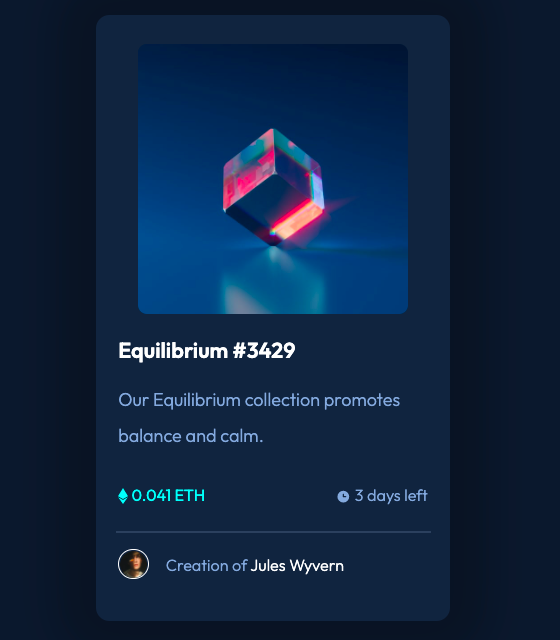 Equilibrium #3429
Our Equilibrium collection promotes
balance and calm.
0.041 ETH
3 days left
Creation of Jules Wyvern